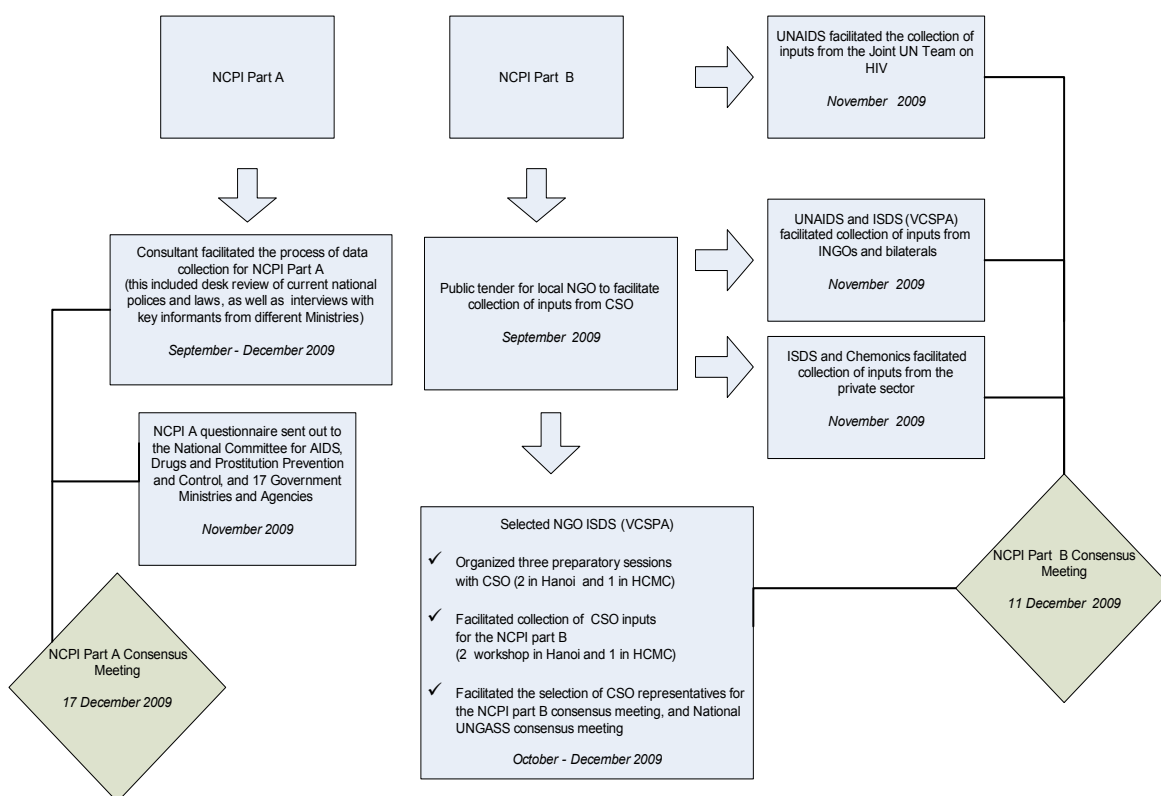 NCPI Part A
Consultant facilitated the process of data
collection for NCPI Part A
(this included desk review of current national
polices and laws, as well as interviews with
key informants from different Ministries)
September - December 2009
NCPI A questionnaire sent out to
the National Committee for AIDS,
Drugs and Prostitution Prevention
and Control, and 17 Government
Ministries and Agencies
November 2009
NCPI Part A Consensus
Meeting
17 December 2009
NCPI Part B
Public tender for local NGO to facilitate
collection of inputs from CSO
September 2009
Selected NGO ISDS (VCSPA)
✓ Organized three preparatory sessions
with CSO (2 in Hanoi and 1 in HCMC)
✓ Facilitated collection of CSO inputs
for the NCPI part B
(2 workshop in Hanoi and 1 in HCMC)
✓ Facilitated the selection of CSO representatives for
the NCPI part B consensus meeting, and National
UNGASS consensus meeting
October - December 2009
UNAIDS facilitated the collection of
inputs from the Joint UN Team on
HIV
November 2009
UNAIDS and ISDS (VCSPA)
facilitated collection of inputs from
INGOs and bilaterals
November 2009
ISDS and Chemonics facilitated
collection of inputs from the
private sector
November 2009
NCPI Part B Consensus
Meeting
11 December 2009